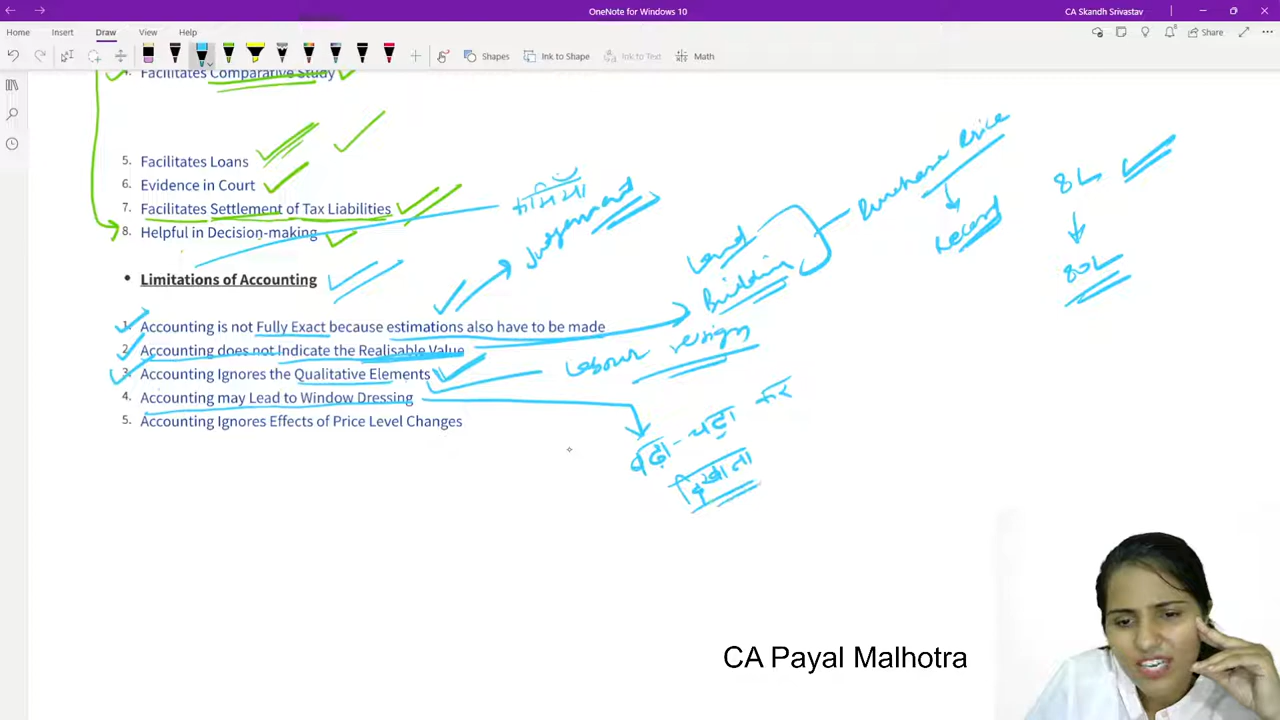 OneNote for Windows 10
CA Skandh Srivastav
Home Insert Draw View Help
Share
Shapes
Ink to Shape
Ink to Text
Math
Facilitates Comparative Study
5. Facilitates Loans
6. Evidence in Court
7. Facilitates Settlement of Tax Liabilities
8. Helpful in Decision-making
• Limitations of Accounting
1. Accounting is not Fully Exact because estimations also have to be made
2. Accounting does not Indicate the Realisable Value
3. Accounting Ignores the Qualitative Elements
4. Accounting may Lead to Window Dressing
5. Accounting Ignores Effects of Price Level Changes
Judgement
Land
Building
Purchase Price
Record
8L
80L
Labour resign
बढ़ा-चढ़ा कर
दिखाना
CA Payal Malhotra